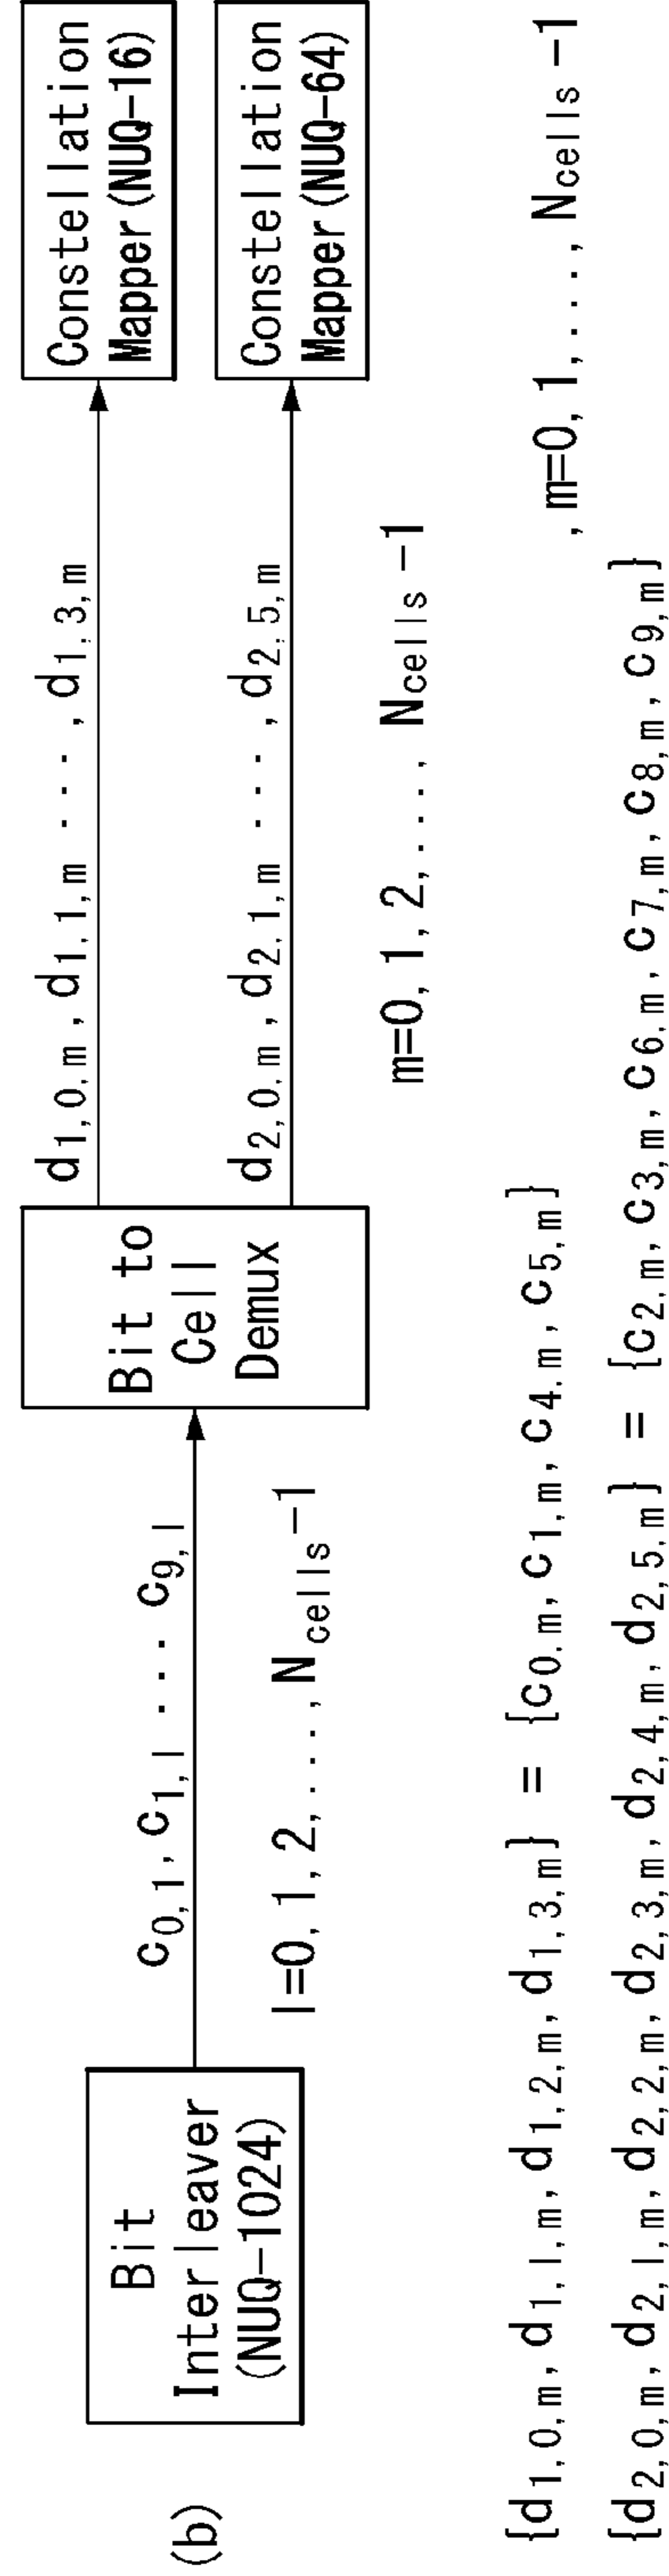 (b)
Bit
Interleaver
(NUQ-1024)
c0,1, c1,l ... c9,l
l=0, 1, 2, ...., Ncells-1
Bit to
Cell
Demux
d1,0,m, d1,1,m ..., d1,3,m
d2,0,m, d2,1,m ..., d2,5,m
m=0, 1, 2, ...., Ncells-1
Constellation
Mapper (NUQ-16)
Constellation
Mapper (NUQ-64)
{d1,0,m, d1,l,m, d1,2,m, d1,3,m} = {c0,m, c1,m, c4,m, c5,m}
, m=0, 1, ...., Ncells-1
{d2,0,m, d2,l,m, d2,2,m, d2,3,m, d2,4,m, d2,5,m} = {c2,m, c3,m, c6,m, c7,m, c8,m, c9,m}